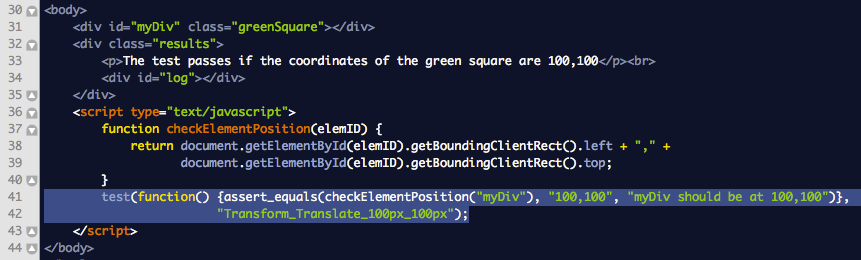 30 <body>
31 <div id="myDiv" class="greenSquare"></div>
32 <div class="results">
33 <p>The test passes if the coordinates of the green square are 100,100</p><br>
34 <div id="log"></div>
35 </div>
36 <script type="text/javascript">
37 function checkElementPosition(elemID) {
38 return document.getElementById(elemID).getBoundingClientRect().left + "," +
39 document.getElementById(elemID).getBoundingClientRect().top;
40 }
41 test(function() {assert_equals(checkElementPosition("myDiv"), "100,100", "myDiv should be at 100,100")},
42 "Transform_Translate_100px_100px");
43 </script>
44 </body>